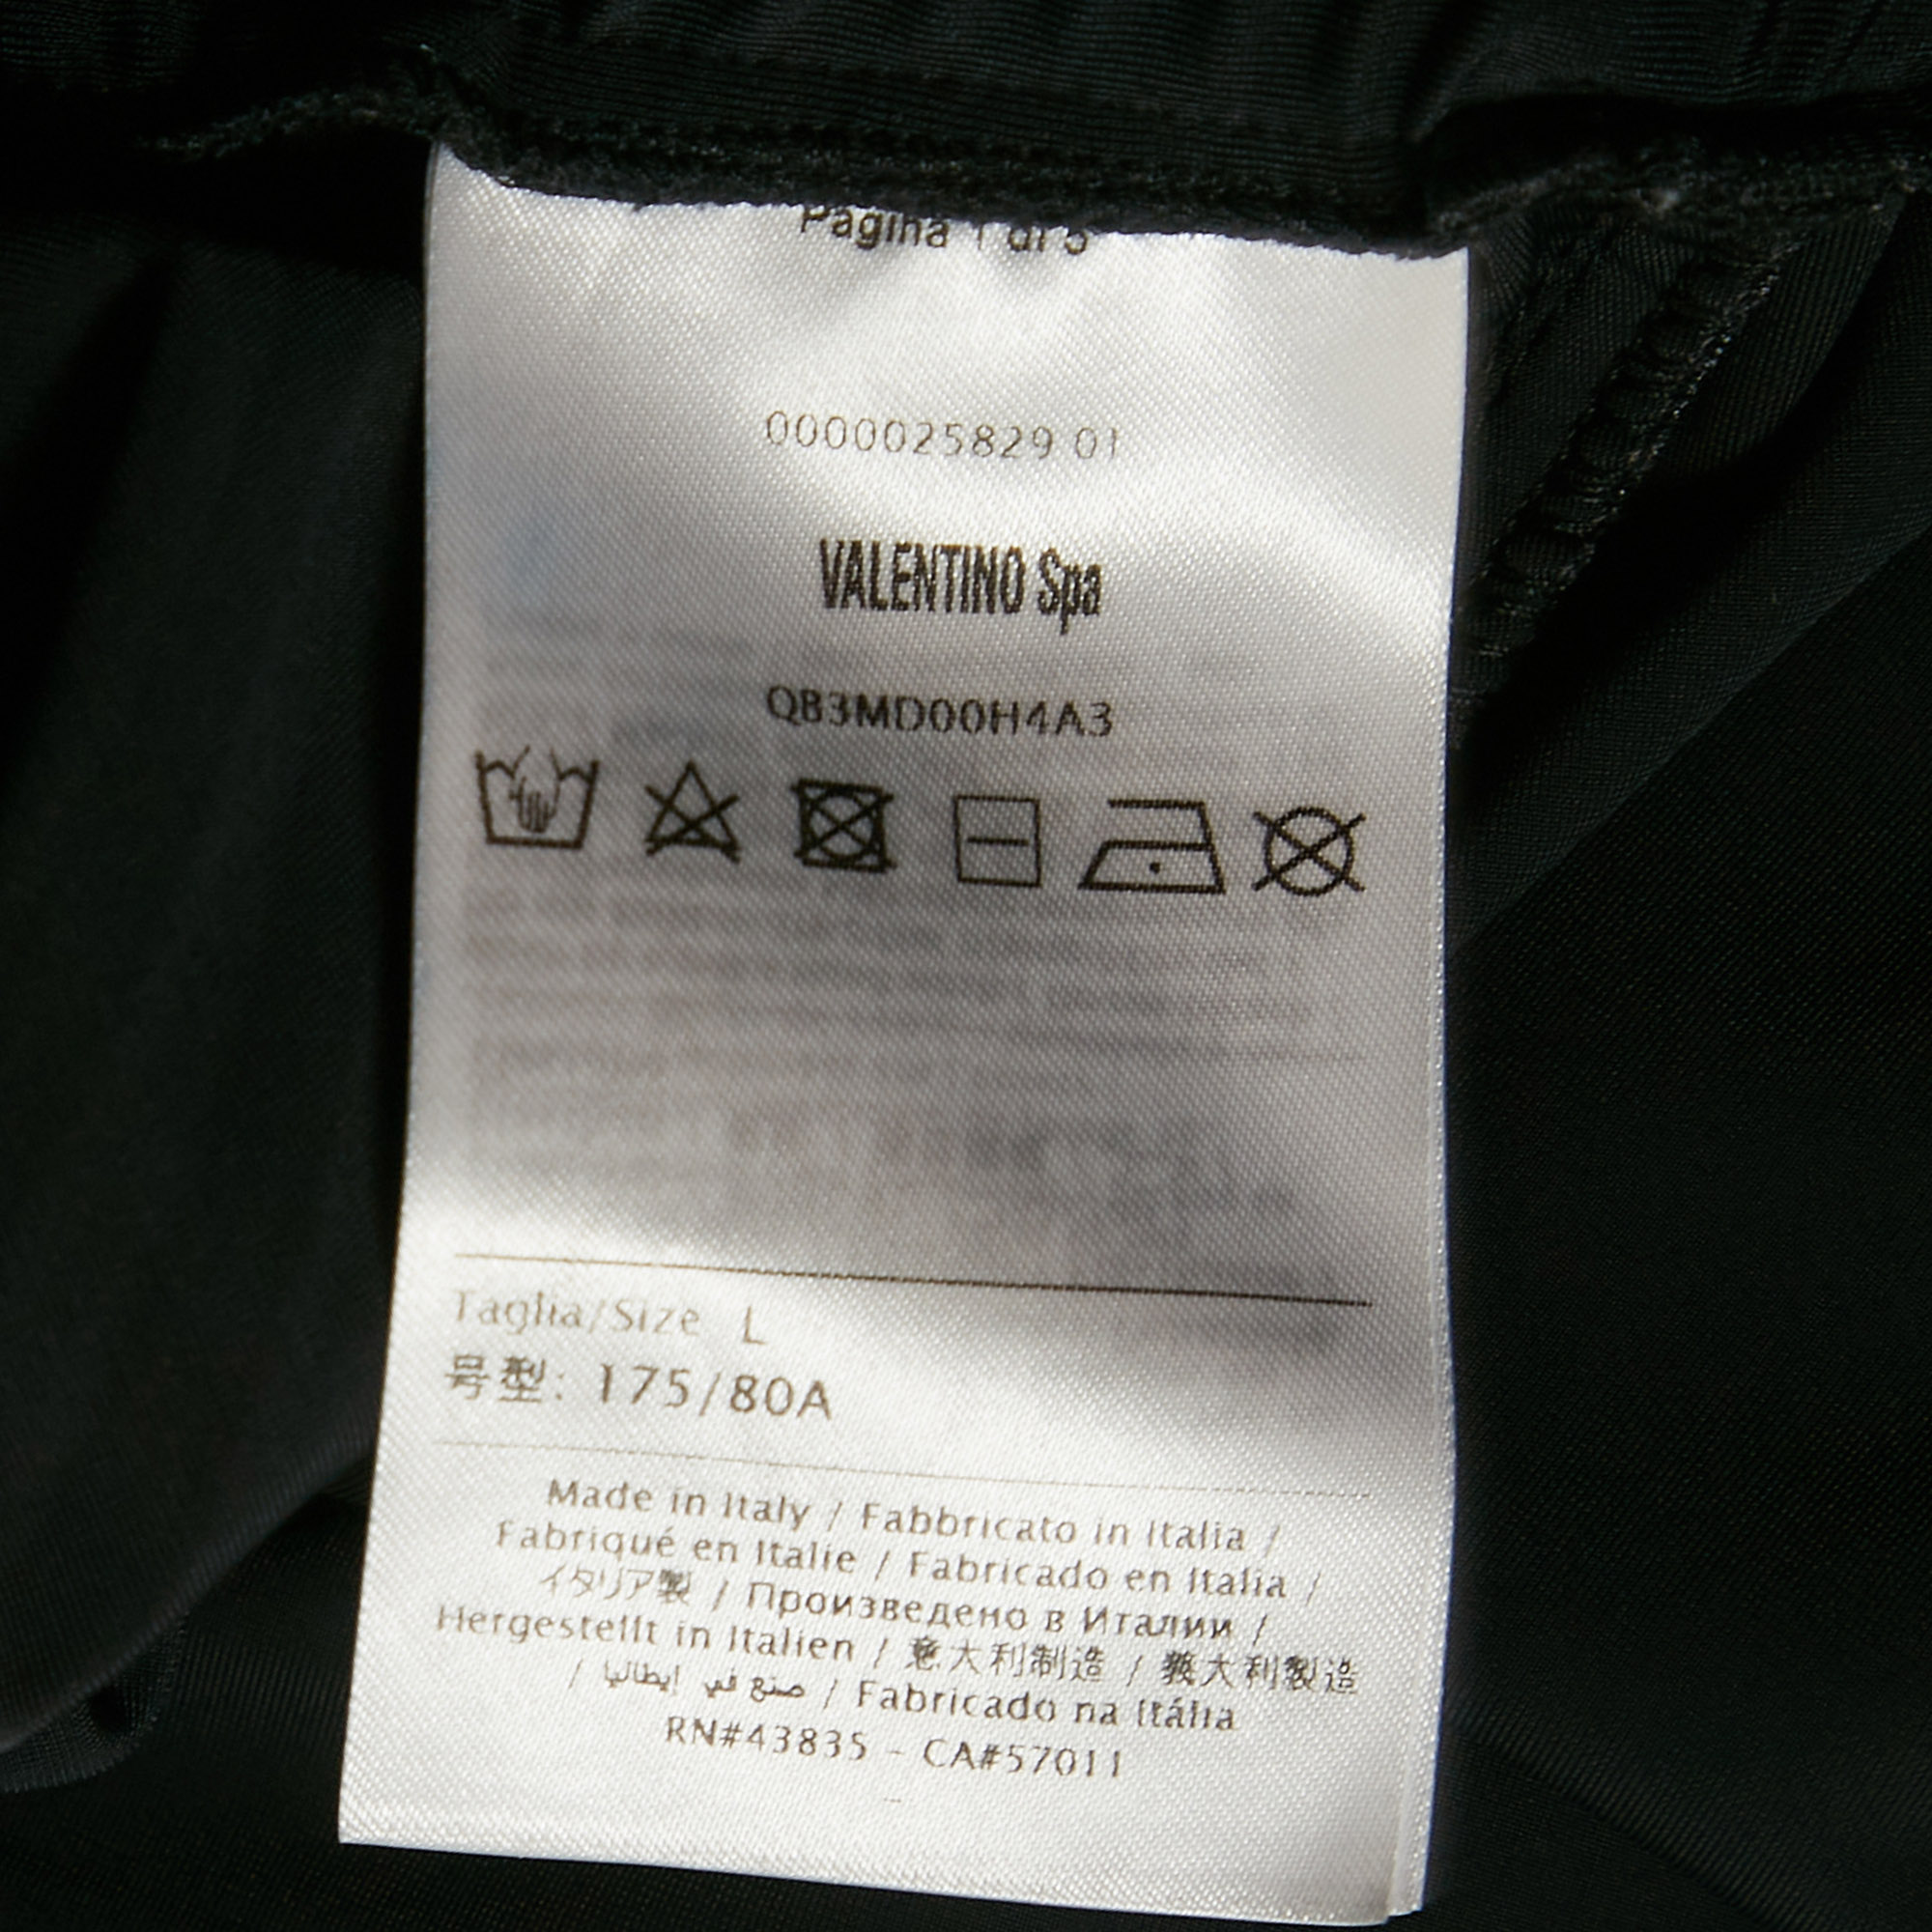 Pagina 1 di 5
0000025829 01
VALENTINO Spa
QB3MD00H4A3
Taglia/Size L
号型: 175/80A
Made in Italy / Fabbricato in Italia /
Fabriqué en Italie / Fabricado en Italia /
イタリア製 / Произведено в Италии /
Hergestellt in Italien / 意大利制造 / 義大利製造
/ صنع في إيطاليا / Fabricado na Itália
RN#43835 - CA#57011